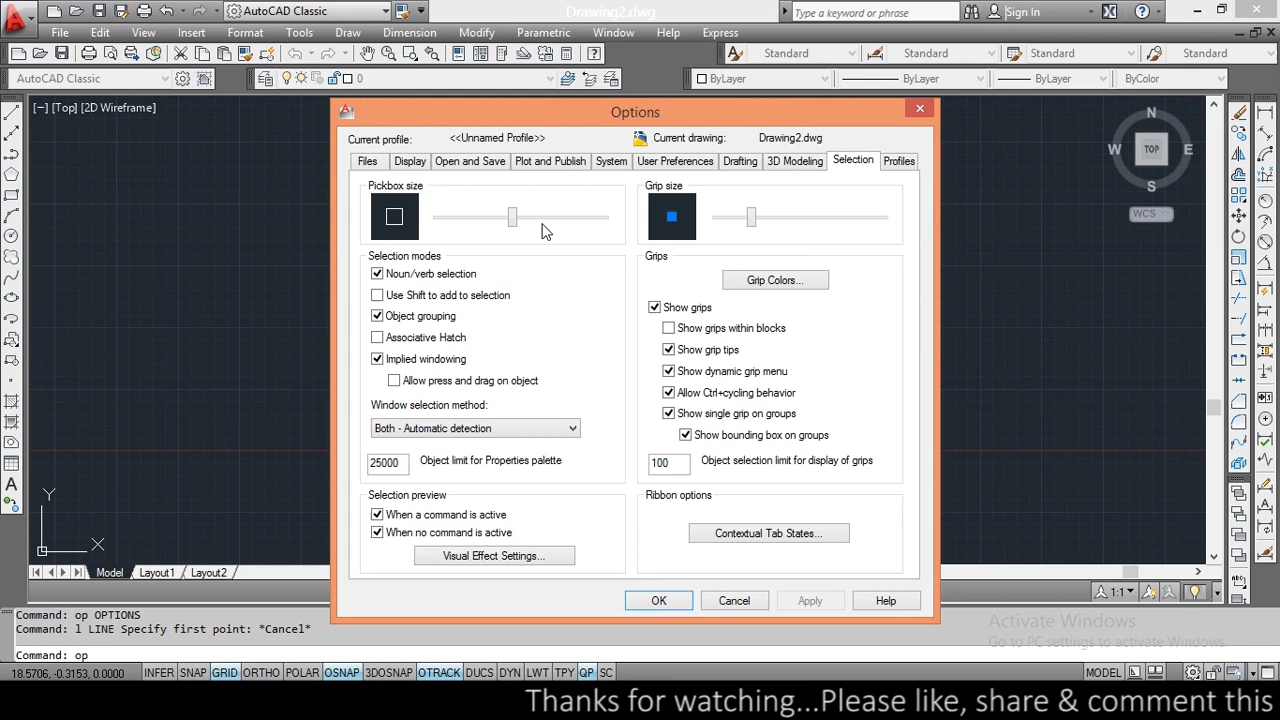 AutoCAD Classic
Drawing2.dwg
Type a keyword or phrase
Sign In
File Edit View Insert Format Tools Draw Dimension Modify Parametric Window Help Express
Standard Standard Standard Standard
AutoCAD Classic
0
ByLayer ByLayer ByLayer ByColor
[−] [Top] [2D Wireframe]
N
W TOP E
S
WCS
Options
Current profile: <<Unnamed Profile>> Current drawing: Drawing2.dwg
Files Display Open and Save Plot and Publish System User Preferences Drafting 3D Modeling Selection Profiles
Pickbox size
Grip size
Selection modes
Noun/verb selection
Use Shift to add to selection
Object grouping
Associative Hatch
Implied windowing
Allow press and drag on object
Window selection method:
Both - Automatic detection
25000 Object limit for Properties palette
Selection preview
When a command is active
When no command is active
Visual Effect Settings...
Grips
Grip Colors...
Show grips
Show grips within blocks
Show grip tips
Show dynamic grip menu
Allow Ctrl+cycling behavior
Show single grip on groups
Show bounding box on groups
100 Object selection limit for display of grips
Ribbon options
Contextual Tab States...
OK Cancel Apply Help
Y
X
Model Layout1 Layout2
1:1
Command: op OPTIONS
Command: l LINE Specify first point: *Cancel*
Command: op
Activate Windows
Go to PC settings to activate Windows.
18.5706, -0.3153, 0.0000 INFER SNAP GRID ORTHO POLAR OSNAP 3DOSNAP OTRACK DUCS DYN LWT TPY QP SC MODEL
Thanks for watching...Please like, share & comment this